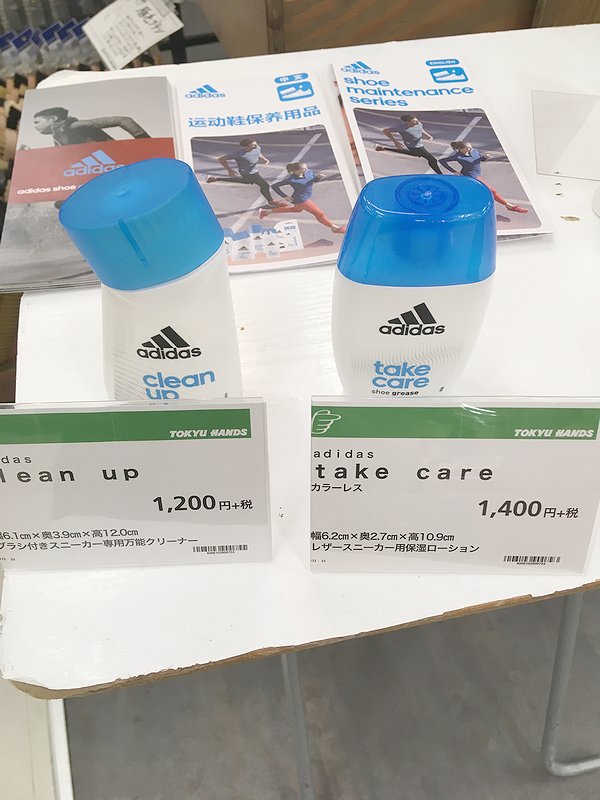 adidas
adidas shoe
adidas
中文
运动鞋保养用品
adidas
ENGLISH
shoe
maintenance
series
adidas
clean
up
adidas
take
care
shoe grease
TOKYU HANDS
das
lean up
1,200円+税
幅6.1cm×奥3.9cm×高12.0cm
ブラシ付きスニーカー専用万能クリーナー
TOKYU HANDS
adidas
take care
カラーレス
1,400円+税
幅6.2cm×奥2.7cm×高10.9cm
レザースニーカー用保湿ローション